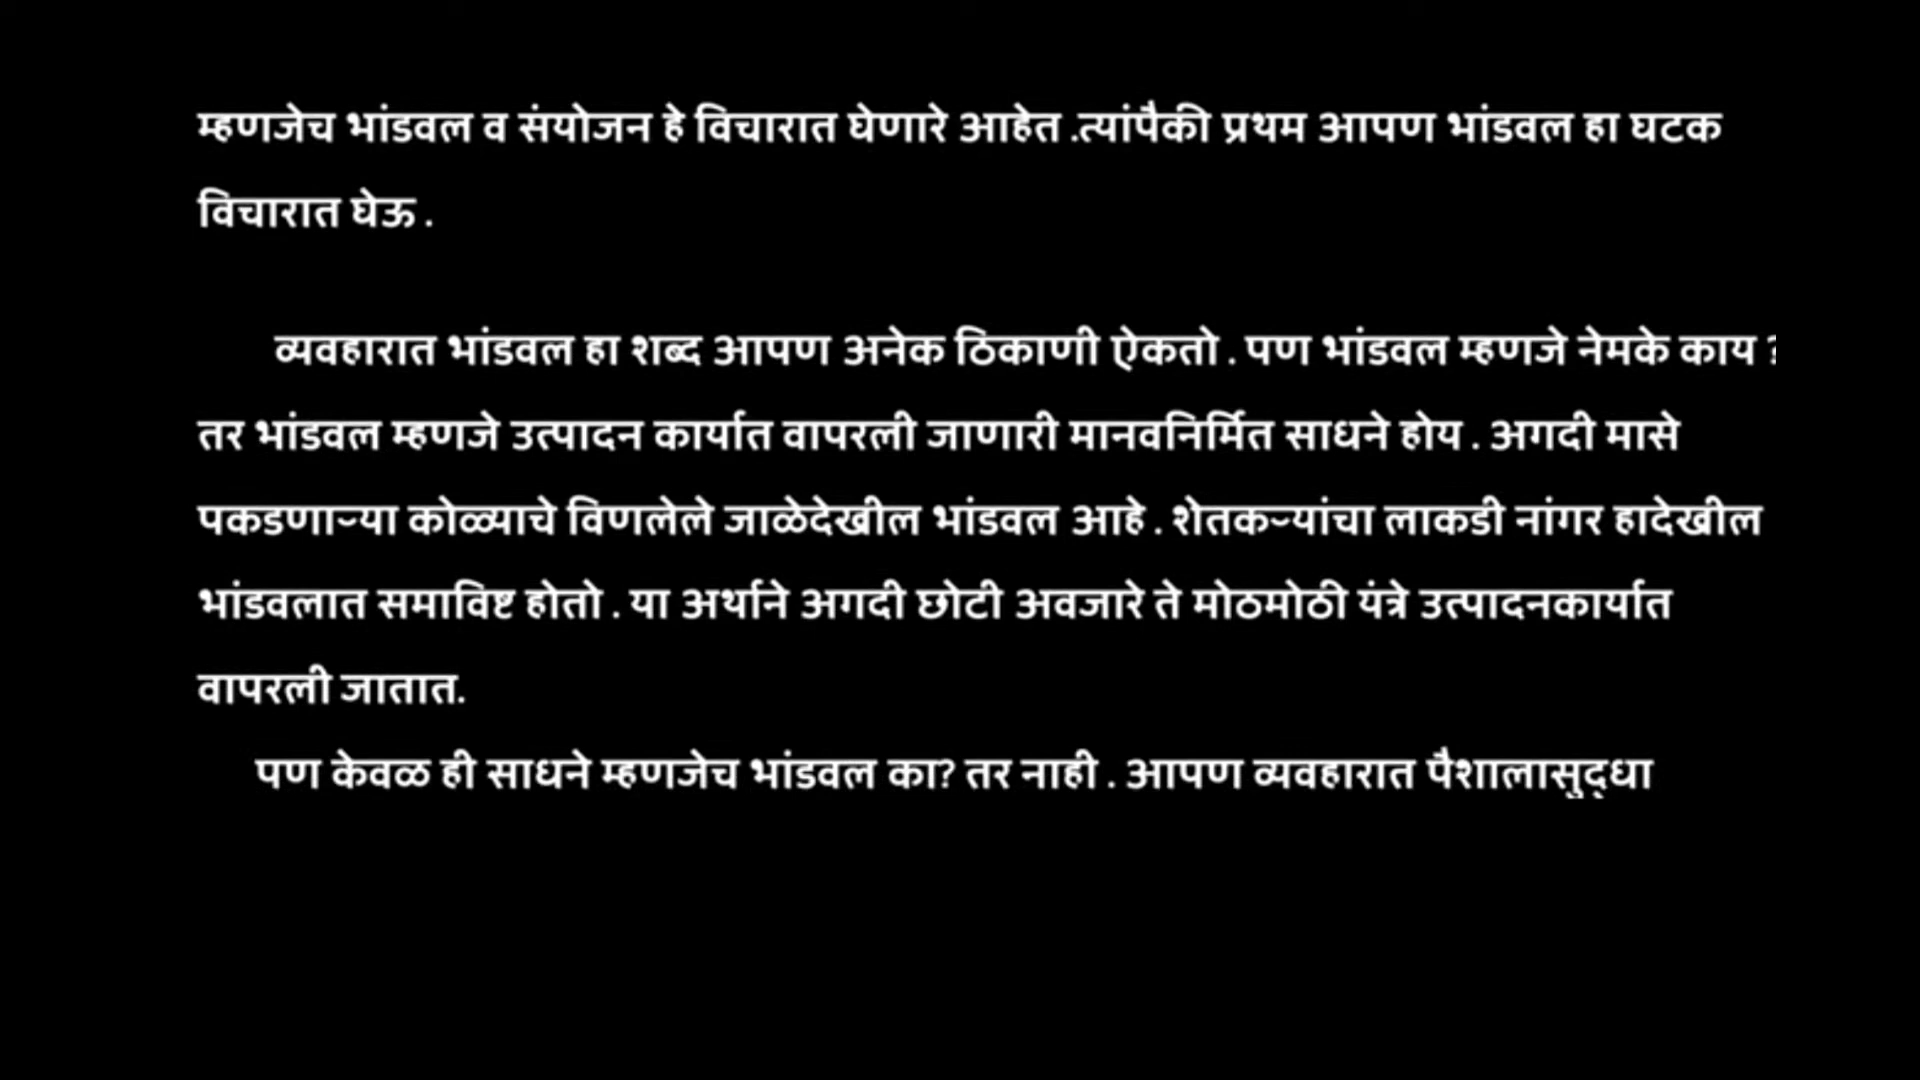 म्हणजेच भांडवल व संयोजन हे विचारात घेणारे आहेत .त्यांपैकी प्रथम आपण भांडवल हा घटक
विचारात घेऊ .
व्यवहारात भांडवल हा शब्द आपण अनेक ठिकाणी ऐकतो . पण भांडवल म्हणजे नेमके काय ?
तर भांडवल म्हणजे उत्पादन कार्यात वापरली जाणारी मानवनिर्मित साधने होय . अगदी मासे
पकडणाऱ्या कोळ्याचे विणलेले जाळेदेखील भांडवल आहे . शेतकऱ्यांचा लाकडी नांगर हादेखील
भांडवलात समाविष्ट होतो . या अर्थाने अगदी छोटी अवजारे ते मोठमोठी यंत्रे उत्पादनकार्यात
वापरली जातात.
पण केवळ ही साधने म्हणजेच भांडवल का? तर नाही . आपण व्यवहारात पैशालासुद्‌धा